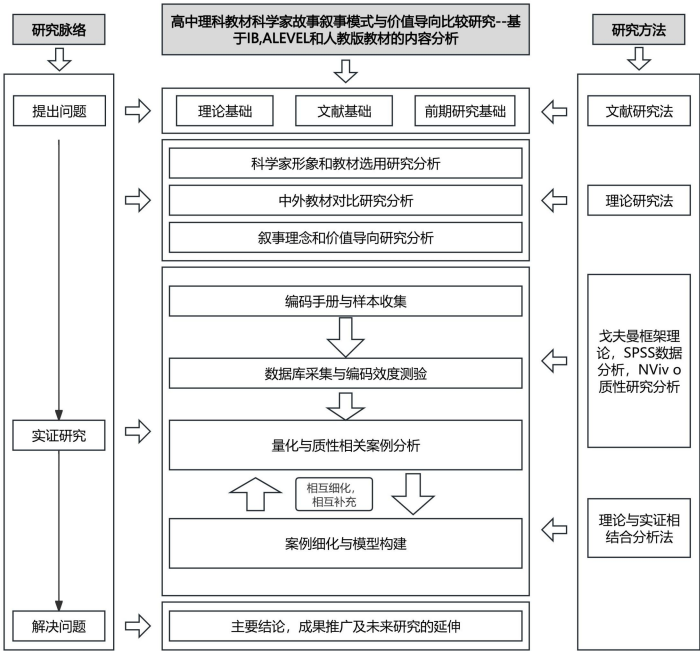 研究脉络
高中理科教材科学家故事叙事模式与价值导向比较研究--基
于IB,ALEVEL和人教版教材的内容分析
研究方法
提出问题
理论基础
文献基础
前期研究基础
文献研究法
科学家形象和教材选用研究分析
中外教材对比研究分析
叙事理念和价值导向研究分析
理论研究法
编码手册与样本收集
数据库采集与编码效度测验
戈夫曼框架理
论，SPSS数据
分析，NViv o
质性研究分析
实证研究
量化与质性相关案例分析
相互细化，
相互补充
案例细化与模型构建
理论与实证相
结合分析法
解决问题
主要结论，成果推广及未来研究的延伸